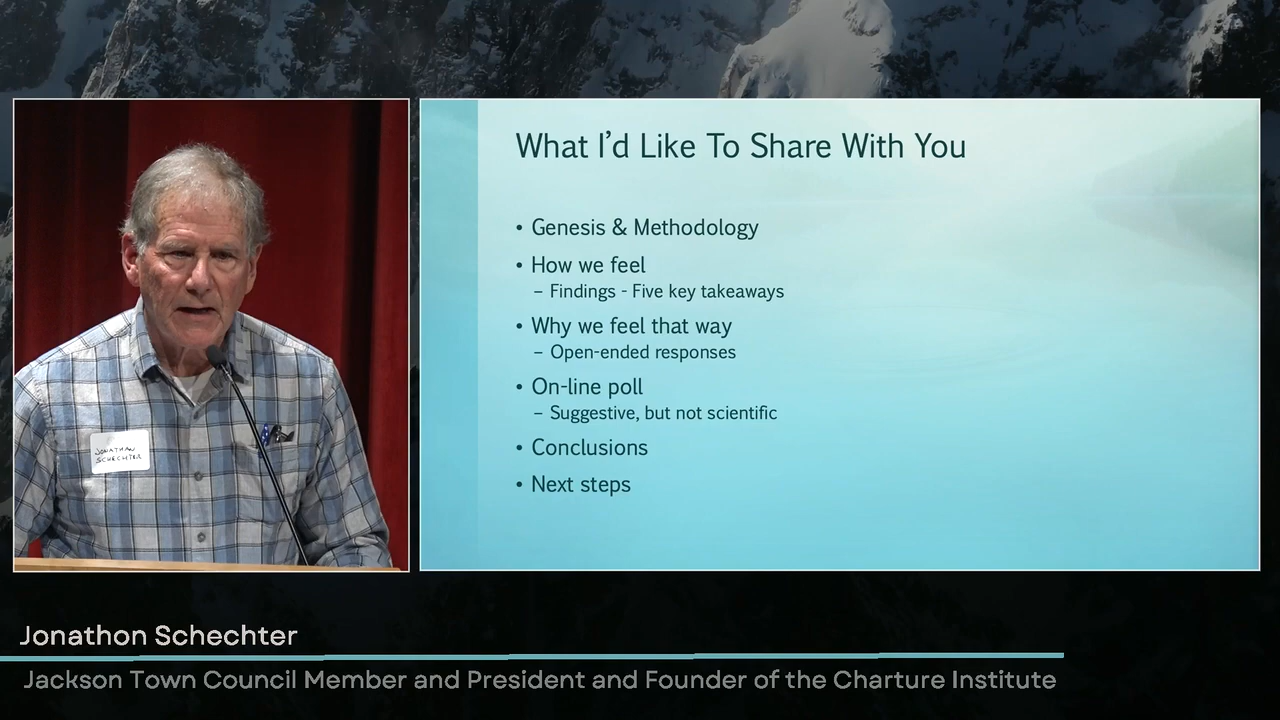 What I'd Like To Share With You
• Genesis & Methodology
• How we feel
– Findings - Five key takeaways
• Why we feel that way
– Open-ended responses
• On-line poll
– Suggestive, but not scientific
• Conclusions
• Next steps
JONATHAN
SCHECHTER
Jonathon Schechter
Jackson Town Council Member and President and Founder of the Charture Institute